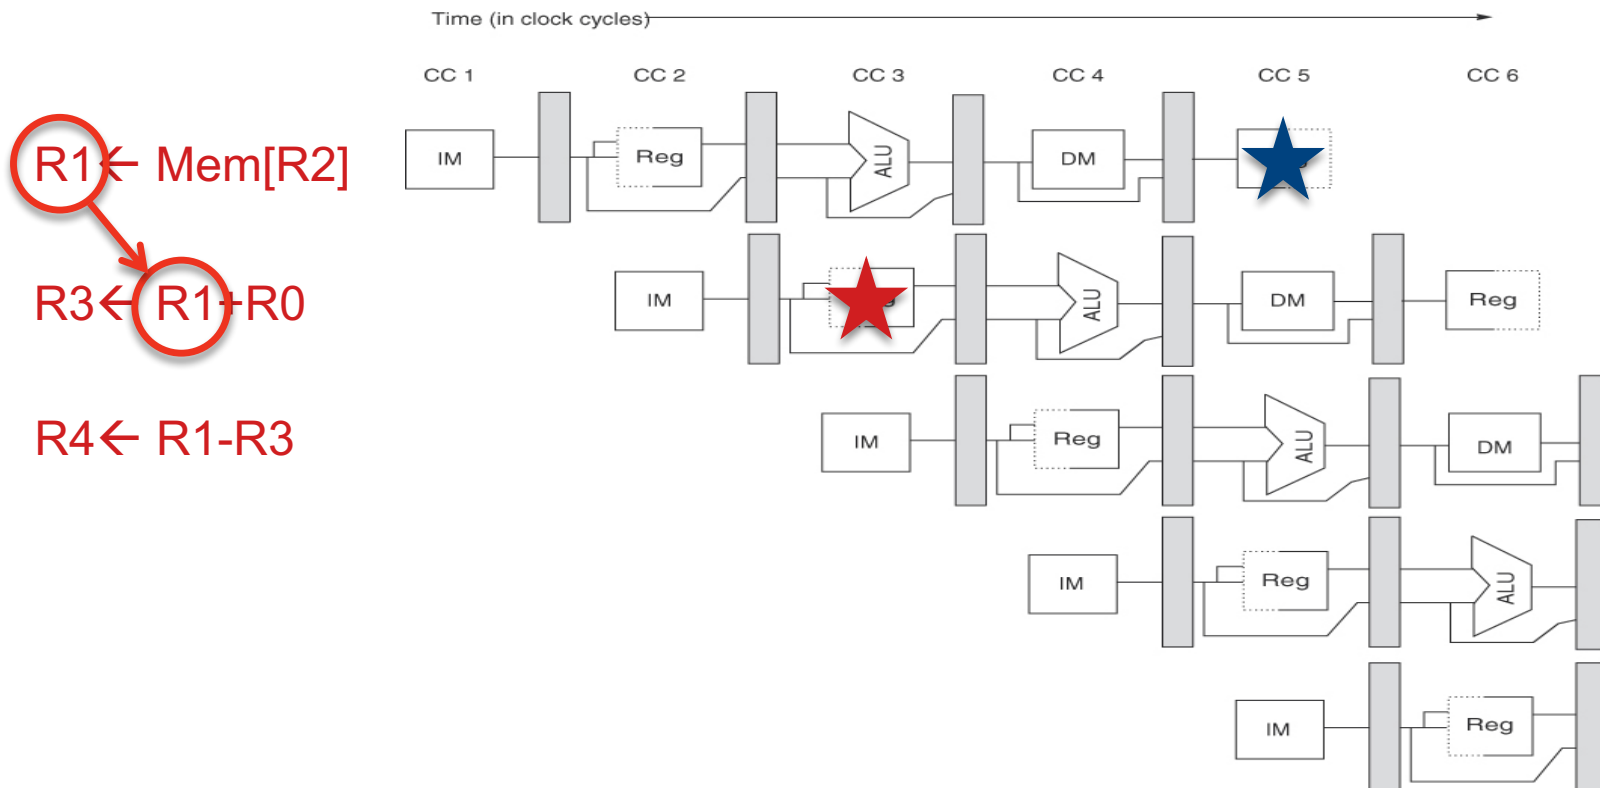 Time (in clock cycles)
CC 1 CC 2 CC 3 CC 4 CC 5 CC 6
R1← Mem[R2]
IM Reg ALU DM
R3← R1+R0
IM ALU DM Reg
R4← R1-R3
IM Reg ALU DM
IM Reg ALU
IM Reg